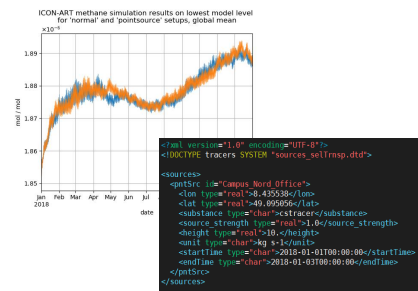 ICON-ART methane simulation results on lowest model level
for 'normal' and 'pointsource' setups, global mean
×10⁻⁶
1.89
1.88
1.87
1.86
1.85
mol / mol
Jan Feb Mar Apr May Jun Jul
2018
date
<?xml version="1.0" encoding="UTF-8"?>
<!DOCTYPE tracers SYSTEM "sources_selTrnsp.dtd">
<sources>
<pntSrc id="Campus_Nord_Office">
<lon type="real">8.435538</lon>
<lat type="real">49.095056</lat>
<substance type="char">cstracer</substance>
<source_strength type="real">1.0</source_strength>
<height type="real">10.</height>
<unit type="char">kg s-1</unit>
<startTime type="char">2018-01-01T00:00:00</startTime>
<endTime type="char">2018-01-03T00:00:00</endTime>
</pntSrc>
</sources>